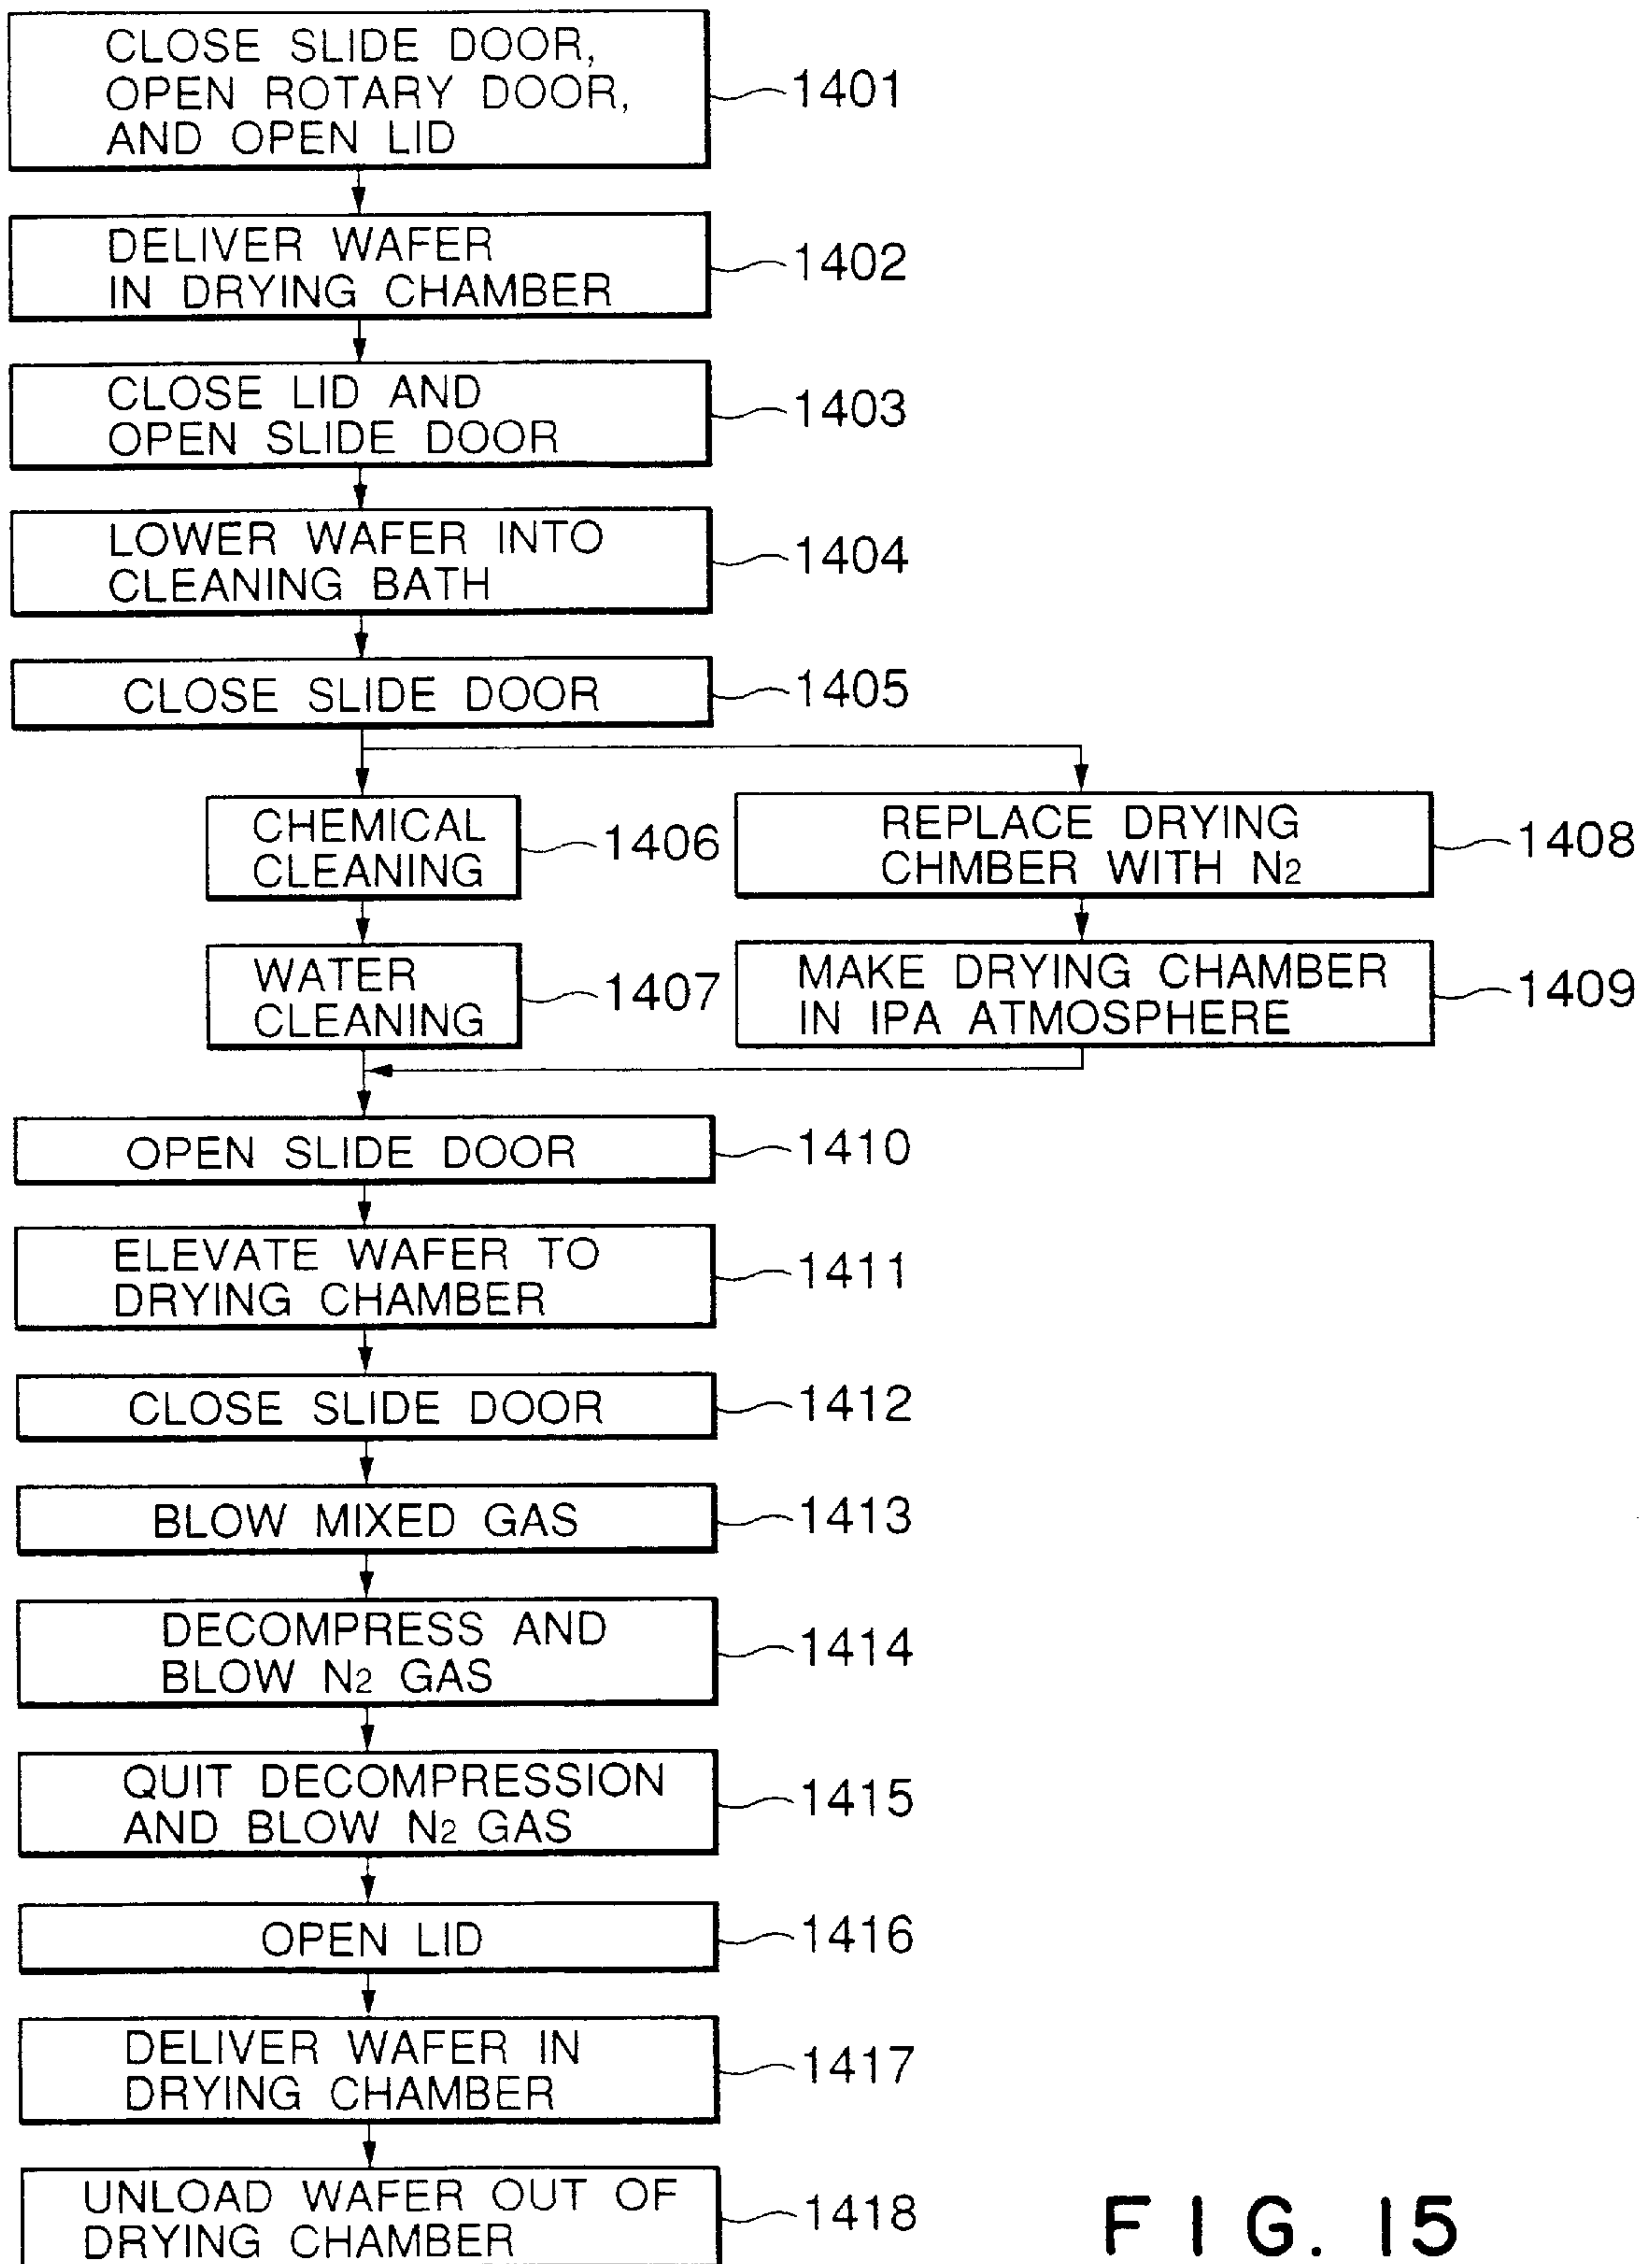 CLOSE SLIDE DOOR,
OPEN ROTARY DOOR,
AND OPEN LID
1401
DELIVER WAFER
IN DRYING CHAMBER
1402
CLOSE LID AND
OPEN SLIDE DOOR
1403
LOWER WAFER INTO
CLEANING BATH
1404
CLOSE SLIDE DOOR
1405
CHEMICAL
CLEANING
1406
REPLACE DRYING
CHMBER WITH N2
1408
WATER
CLEANING
1407
MAKE DRYING CHAMBER
IN IPA ATMOSPHERE
1409
OPEN SLIDE DOOR
1410
ELEVATE WAFER TO
DRYING CHAMBER
1411
CLOSE SLIDE DOOR
1412
BLOW MIXED GAS
1413
DECOMPRESS AND
BLOW N2 GAS
1414
QUIT DECOMPRESSION
AND BLOW N2 GAS
1415
OPEN LID
1416
DELIVER WAFER IN
DRYING CHAMBER
1417
UNLOAD WAFER OUT OF
DRYING CHAMBER
1418
FIG. 15